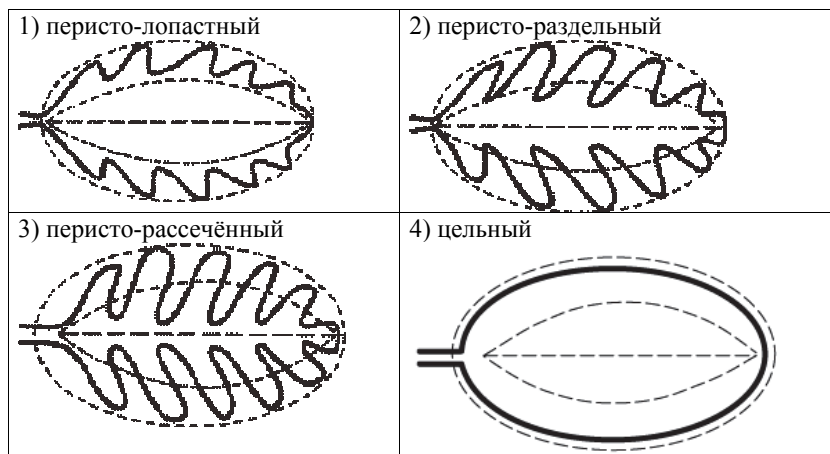 1) перисто-лопастный
2) перисто-раздельный
3) перисто-рассечённый
4) цельный